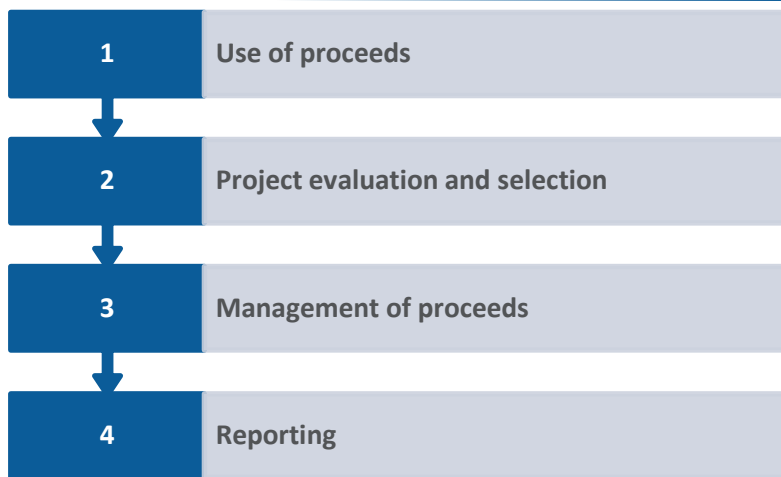 1 Use of proceeds
2 Project evaluation and selection
3 Management of proceeds
4 Reporting